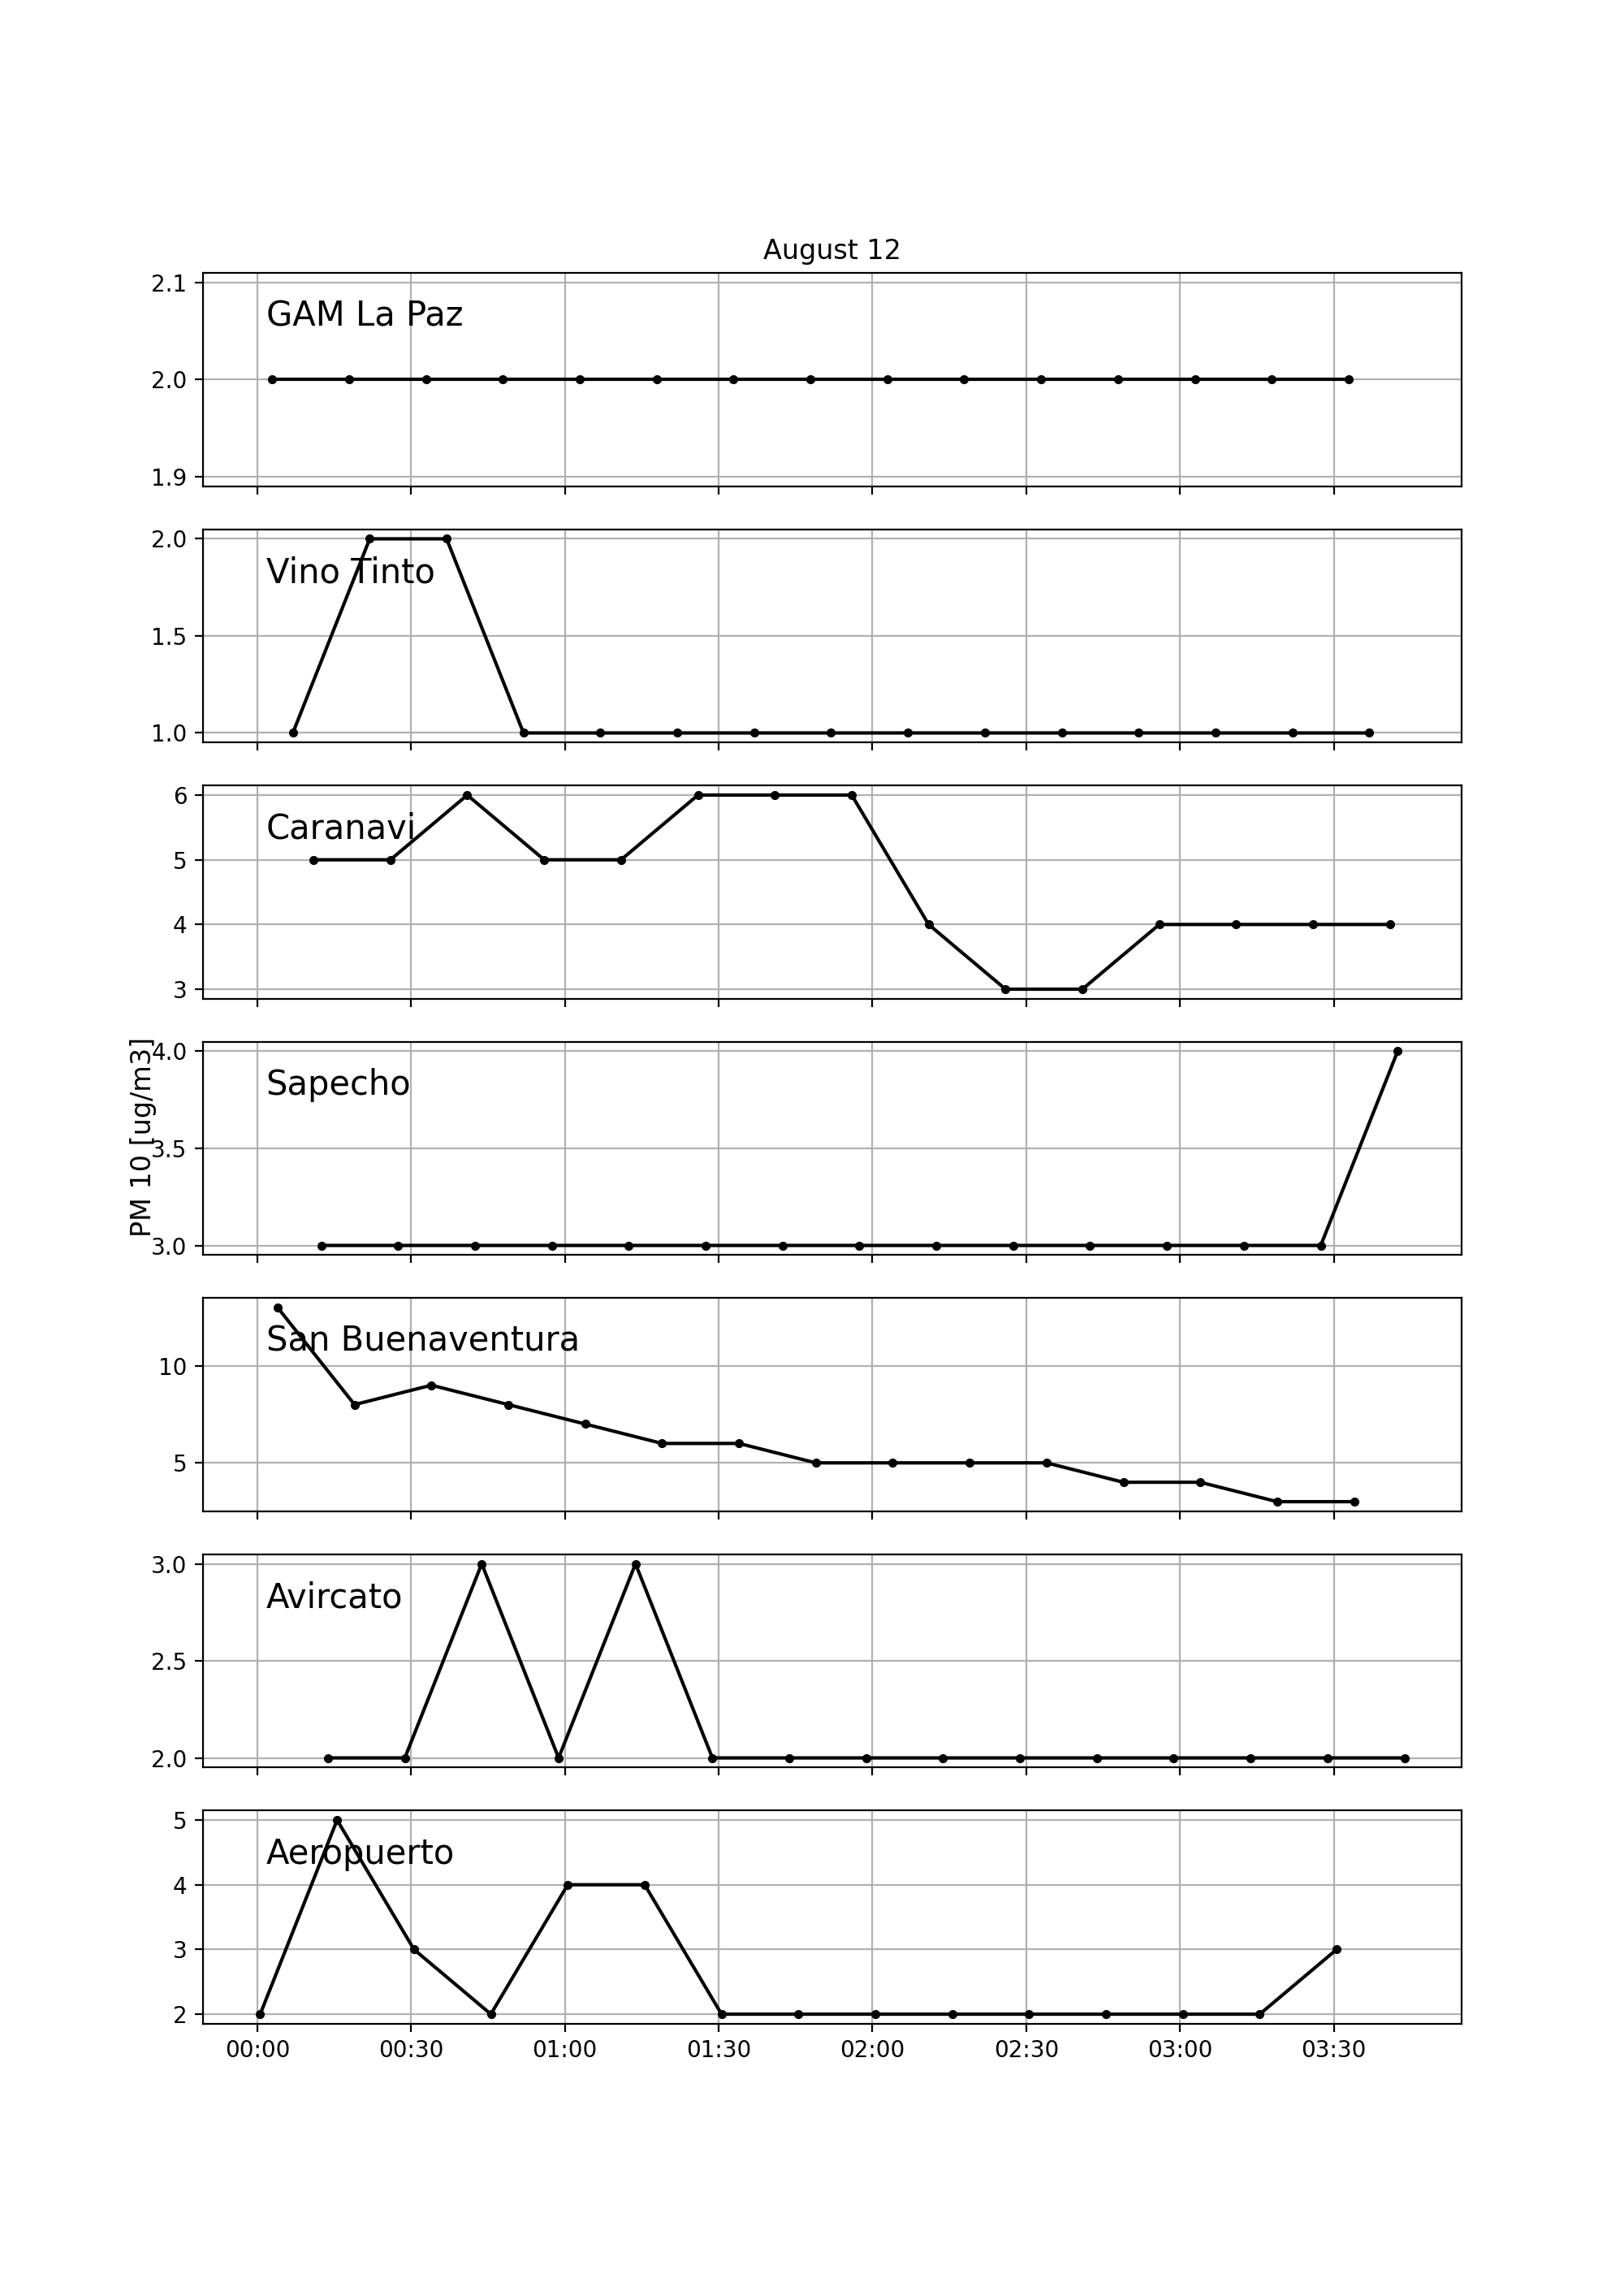 August 12
2.1
GAM La Paz
2.0
1.9
2.0
Vino Tinto
1.5
1.0
6
Caranavi
5
4
3
PM 10 [ug/m3]
4.0
Sapecho
3.5
3.0
San Buenaventura
10
5
3.0
Avircato
2.5
2.0
5
Aeropuerto
4
3
2
00:00 00:30 01:00 01:30 02:00 02:30 03:00 03:30